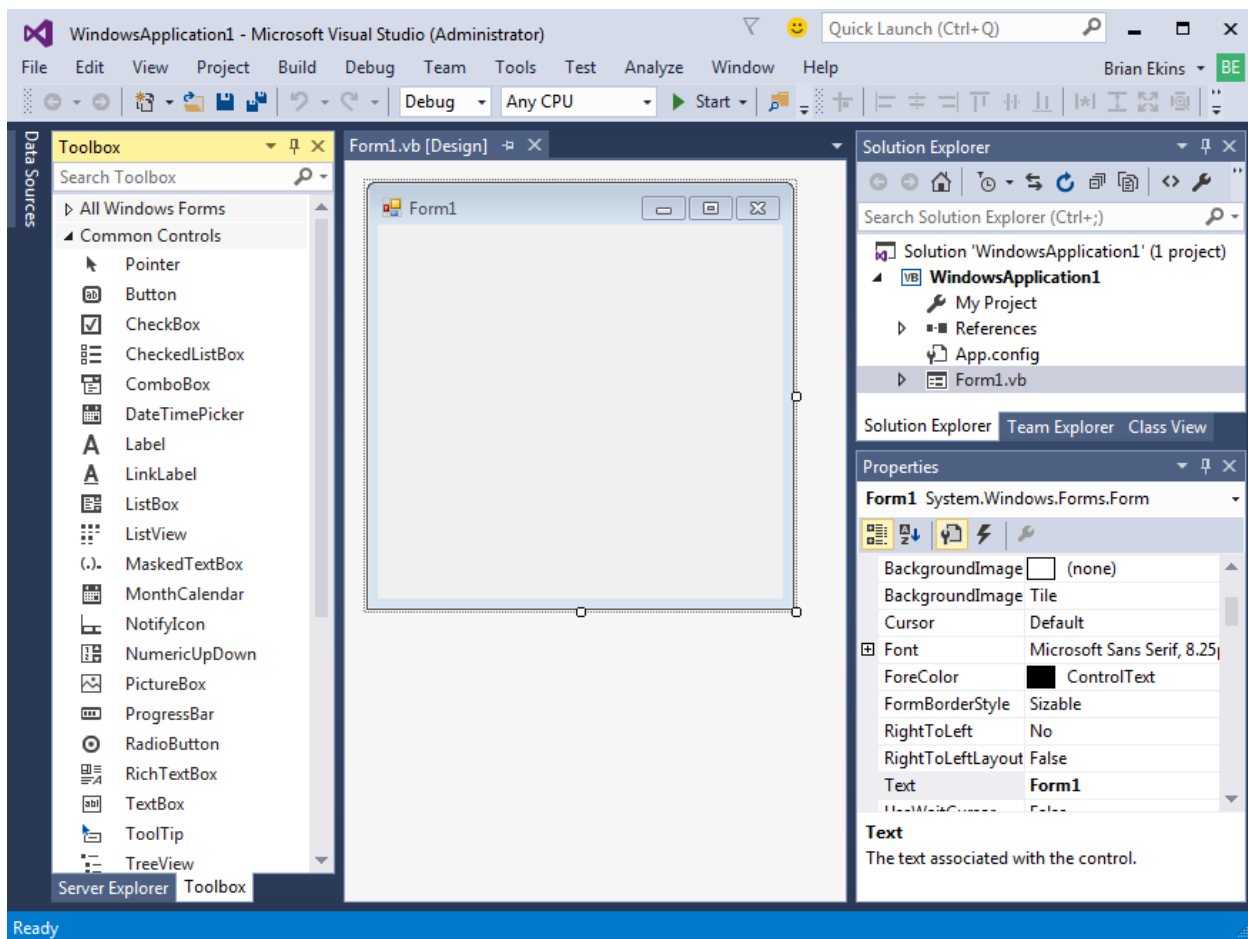 WindowsApplication1 - Microsoft Visual Studio (Administrator)
Quick Launch (Ctrl+Q)
File Edit View Project Build Debug Team Tools Test Analyze Window Help
Brian Ekins BE
Debug Any CPU Start
Data Sources
Toolbox
Search Toolbox
All Windows Forms
Common Controls
Pointer
Button
CheckBox
CheckedListBox
ComboBox
DateTimePicker
Label
LinkLabel
ListBox
ListView
MaskedTextBox
MonthCalendar
NotifyIcon
NumericUpDown
PictureBox
ProgressBar
RadioButton
RichTextBox
TextBox
ToolTip
TreeView
Server Explorer Toolbox
Form1.vb [Design]
Form1
Solution Explorer
Search Solution Explorer (Ctrl+;)
Solution 'WindowsApplication1' (1 project)
VB WindowsApplication1
My Project
References
App.config
Form1.vb
Solution Explorer Team Explorer Class View
Properties
Form1 System.Windows.Forms.Form
BackgroundImage (none)
BackgroundImage Tile
Cursor Default
Font Microsoft Sans Serif, 8.25
ForeColor ControlText
FormBorderStyle Sizable
RightToLeft No
RightToLeftLayout False
Text Form1
Text
The text associated with the control.
Ready